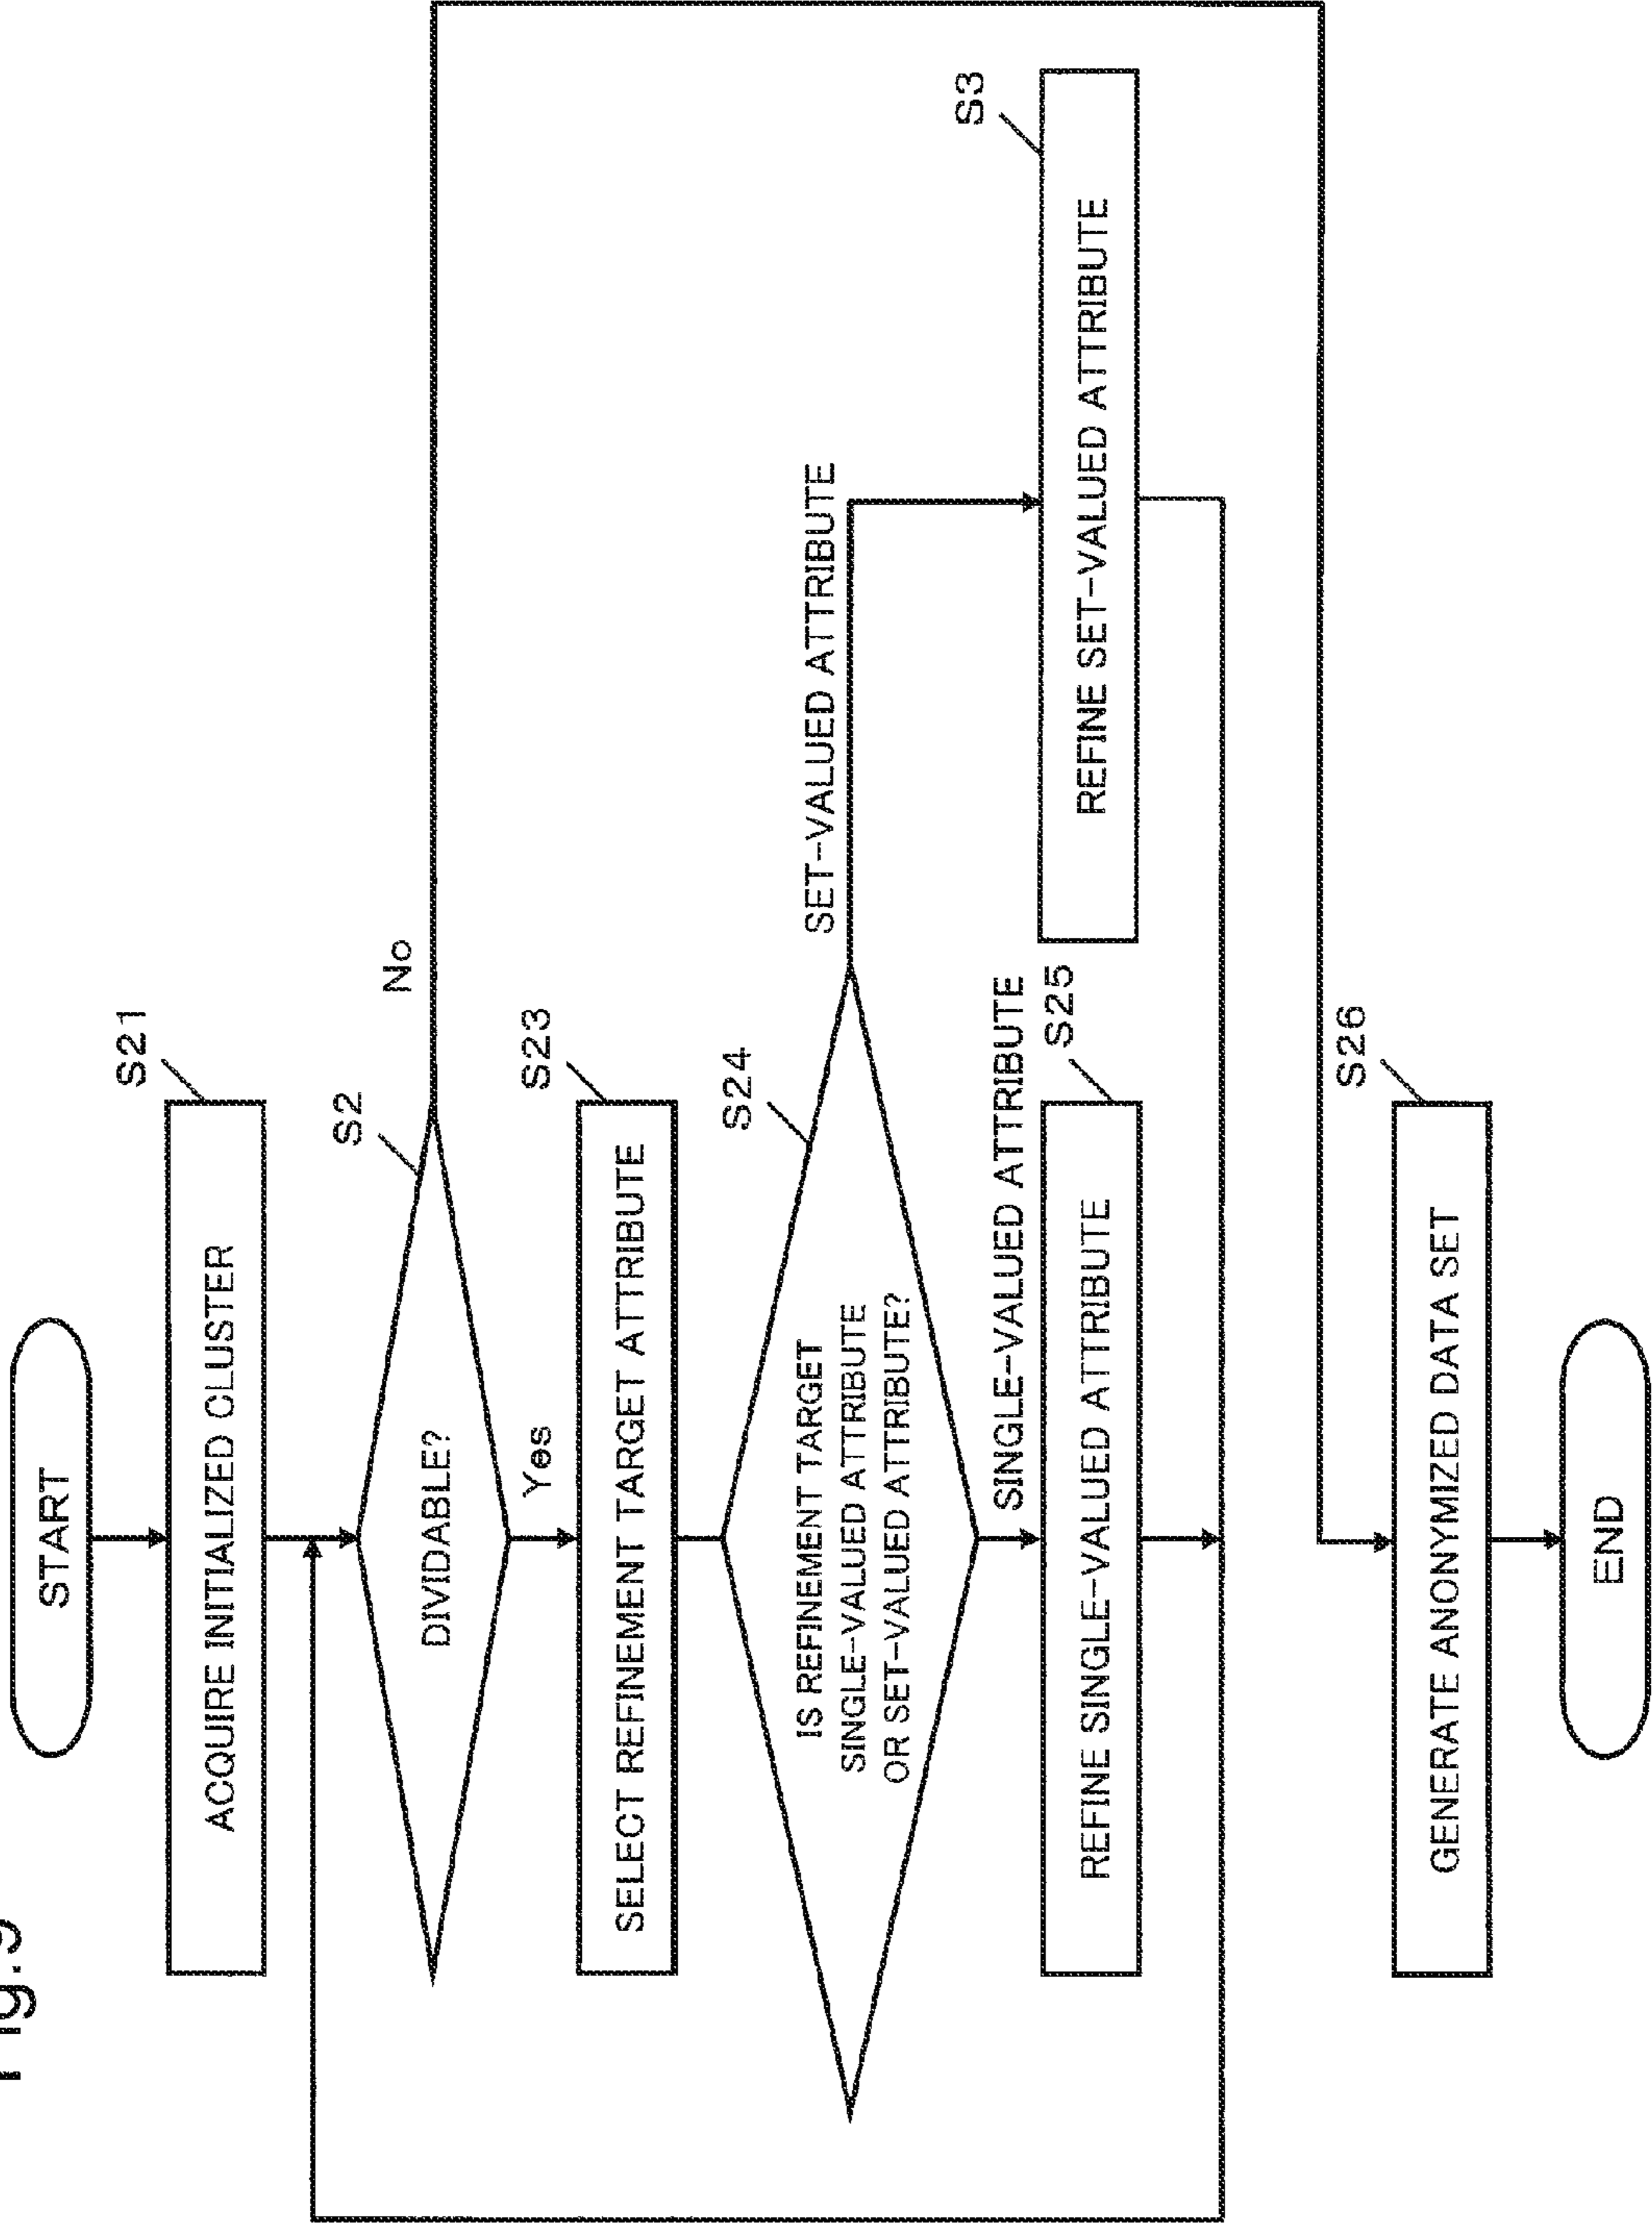 Fig.9
START
S21
ACQUIRE INITIALIZED CLUSTER
S2
No
DIVIDABLE?
Yes
S23
SELECT REFINEMENT TARGET ATTRIBUTE
S24
IS REFINEMENT TARGET
SINGLE-VALUED ATTRIBUTE
OR SET-VALUED ATTRIBUTE?
SET-VALUED ATTRIBUTE
SINGLE-VALUED ATTRIBUTE
S25
REFINE SINGLE-VALUED ATTRIBUTE
S3
REFINE SET-VALUED ATTRIBUTE
S26
GENERATE ANONYMIZED DATA SET
END